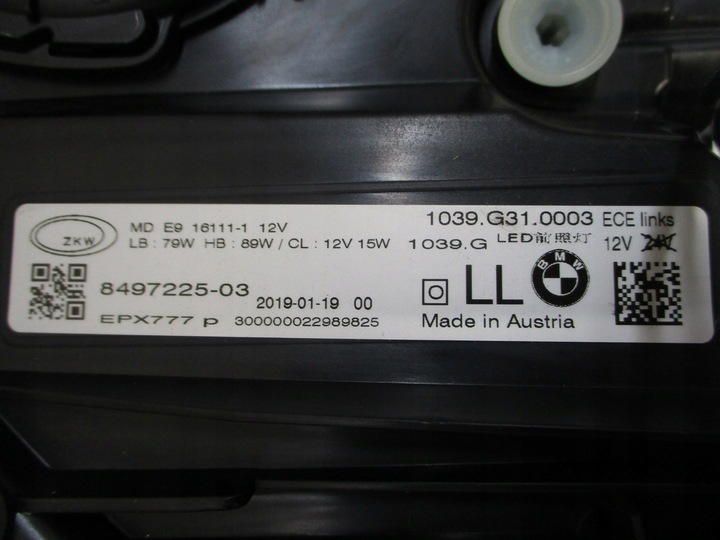 ZKW
MD E9 16111-1 12V
LB : 79W HB : 89W / CL : 12V 15W
1039.G31.0003 ECE links
1039.G LED前照灯 12V 24V
8497225-03
2019-01-19 00
EPX777 p 300000022989825
LL
BMW
Made in Austria